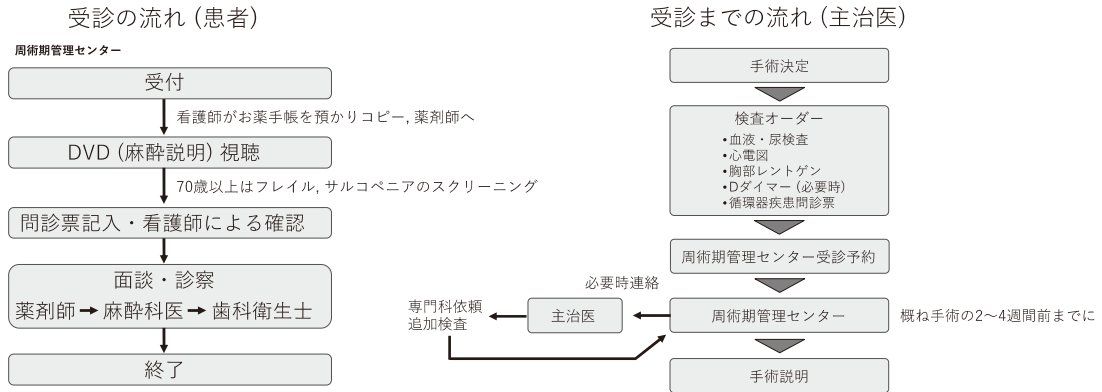 受診の流れ (患者)
周術期管理センター
受付
看護師がお薬手帳を預かりコピー, 薬剤師へ
DVD (麻酔説明) 視聴
70歳以上はフレイル, サルコペニアのスクリーニング
問診票記入・看護師による確認
面談・診察
薬剤師➡麻酔科医➡歯科衛生士
終了
受診までの流れ (主治医)
手術決定
検査オーダー
•血液・尿検査
•心電図
•胸部レントゲン
•Dダイマー (必要時)
•循環器疾患問診票
周術期管理センター受診予約
必要時連絡
専門科依頼
追加検査
主治医
周術期管理センター
概ね手術の2〜4週間前までに
手術説明